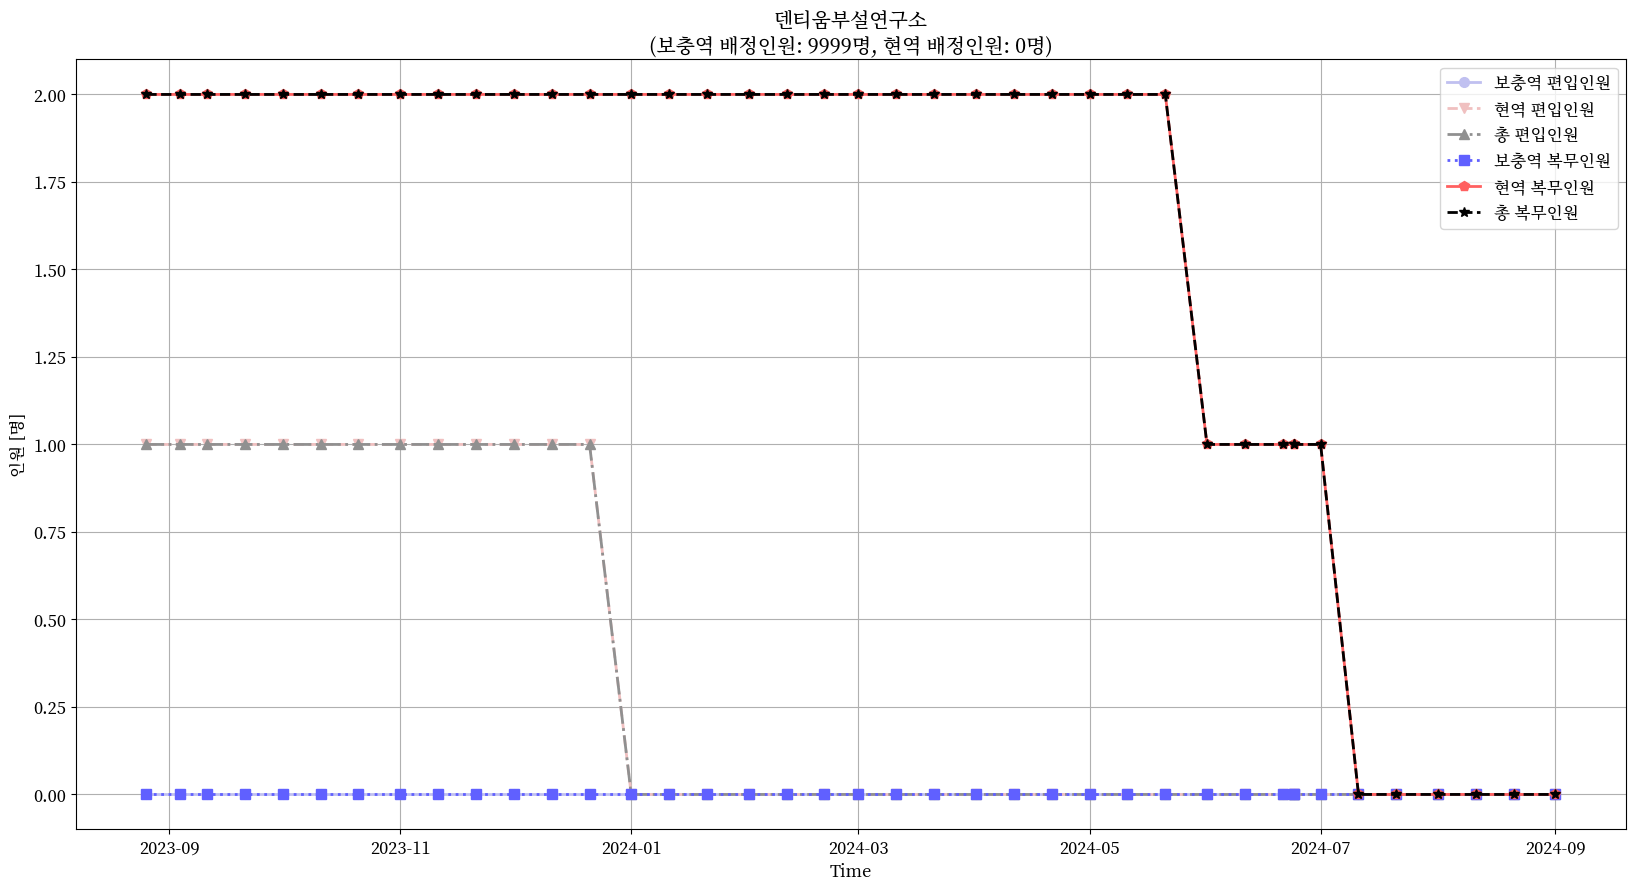 덴티움부설연구소
(보충역 배정인원: 9999명, 현역 배정인원: 0명)
보충역 편입인원
현역 편입인원
총 편입인원
보충역 복무인원
현역 복무인원
총 복무인원
2.00
1.75
1.50
1.25
1.00
0.75
0.50
0.25
0.00
인원 [명]
2023-09 2023-11 2024-01 2024-03 2024-05 2024-07 2024-09
Time